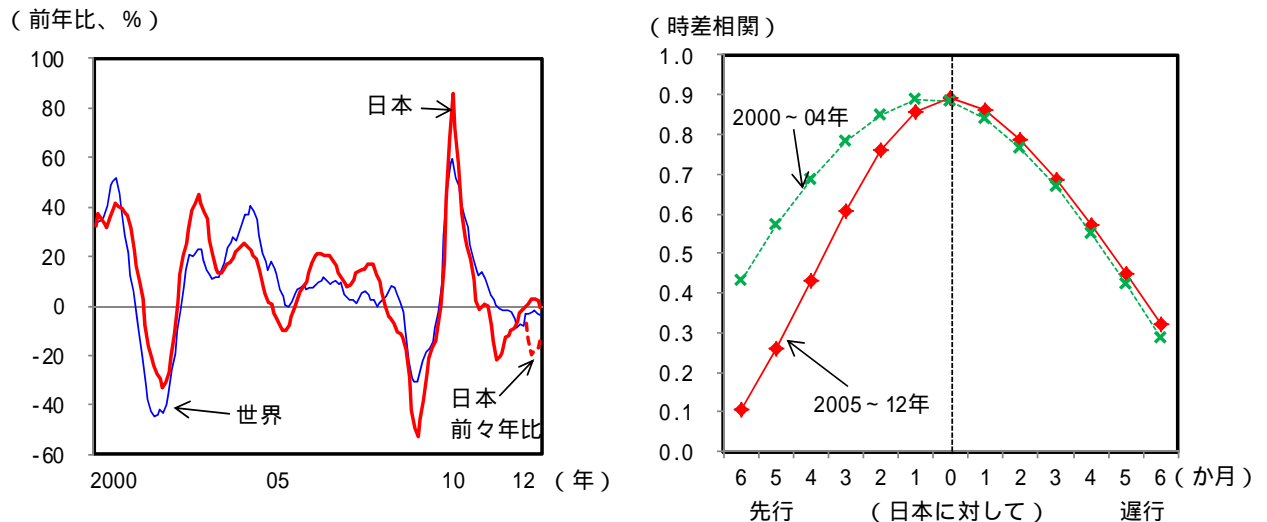 （前年比、％）
100
80
60
40
20
0
-20
-40
-60
日本
世界
日本
前々年比
2000 05 10 12 （年）
（時差相関）
1.0
0.9
0.8
0.7
0.6
0.5
0.4
0.3
0.2
0.1
0.0
2000～04年
2005～12年
6 5 4 3 2 1 0 1 2 3 4 5 6 (か月)
先行 （日本に対して） 遅行